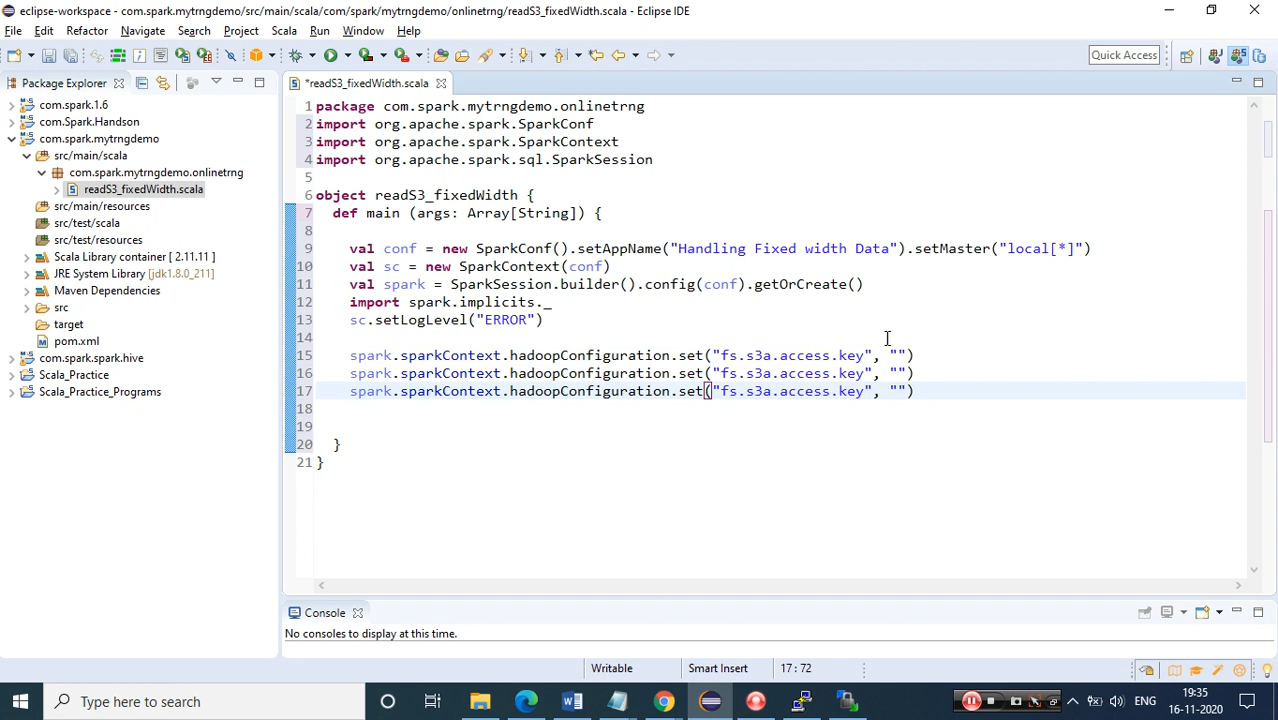 eclipse-workspace - com.spark.mytrngdemo/src/main/scala/com/spark/mytrngdemo/onlinetrng/readS3_fixedWidth.scala - Eclipse IDE
File Edit Refactor Navigate Search Project Scala Run Window Help
Quick Access
Package Explorer
*readS3_fixedWidth.scala
com.spark.1.6
com.Spark.Handson
com.spark.mytrngdemo
src/main/scala
com.spark.mytrngdemo.onlinetrng
readS3_fixedWidth.scala
src/main/resources
src/test/scala
src/test/resources
Scala Library container [ 2.11.11 ]
JRE System Library [jdk1.8.0_211]
Maven Dependencies
src
target
pom.xml
com.spark.spark.hive
Scala_Practice
Scala_Practice_Programs
1 package com.spark.mytrngdemo.onlinetrng
2 import org.apache.spark.SparkConf
3 import org.apache.spark.SparkContext
4 import org.apache.spark.sql.SparkSession
5
6 object readS3_fixedWidth {
7 def main (args: Array[String]) {
8
9 val conf = new SparkConf().setAppName("Handling Fixed width Data").setMaster("local[*]")
10 val sc = new SparkContext(conf)
11 val spark = SparkSession.builder().config(conf).getOrCreate()
12 import spark.implicits._
13 sc.setLogLevel("ERROR")
14
15 spark.sparkContext.hadoopConfiguration.set("fs.s3a.access.key", "")
16 spark.sparkContext.hadoopConfiguration.set("fs.s3a.access.key", "")
17 spark.sparkContext.hadoopConfiguration.set("fs.s3a.access.key", "")
18
19
20 }
21 }
Console
No consoles to display at this time.
Writable Smart Insert 17 : 72
Type here to search
ENG
19:35
16-11-2020